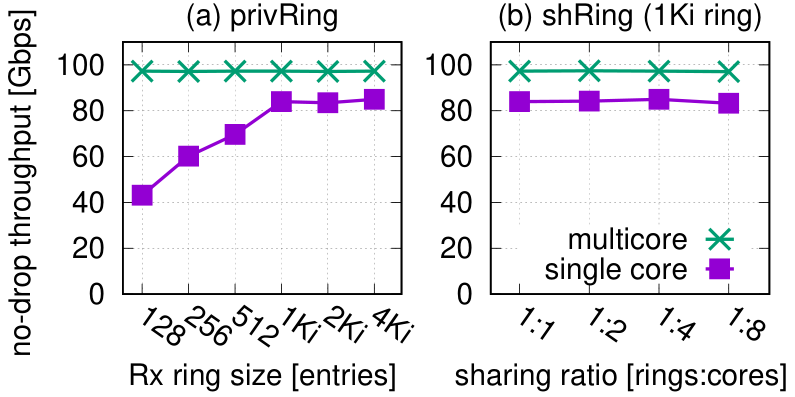 (a) privRing
no-drop throughput [Gbps]
100
80
60
40
20
0
128 256 512 1Ki 2Ki 4Ki
Rx ring size [entries]
(b) shRing (1Ki ring)
100
80
60
40
20
0
multicore
single core
1:1 1:2 1:4 1:8
sharing ratio [rings:cores]